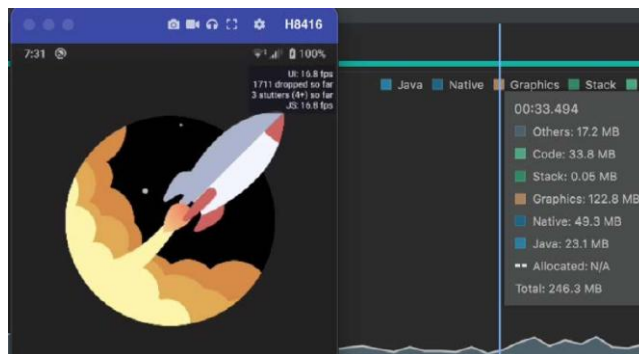 H8416
7:31
100%
UI: 16.8 fps
1711 dropped so far
3 stutters (4+) so far
JS: 16.8 fps
Java Native Graphics Stack
00:33.494
Others: 17.2 MB
Code: 33.8 MB
Stack: 0.05 MB
Graphics: 122.8 MB
Native: 49.3 MB
Java: 23.1 MB
Allocated: N/A
Total: 246.3 MB